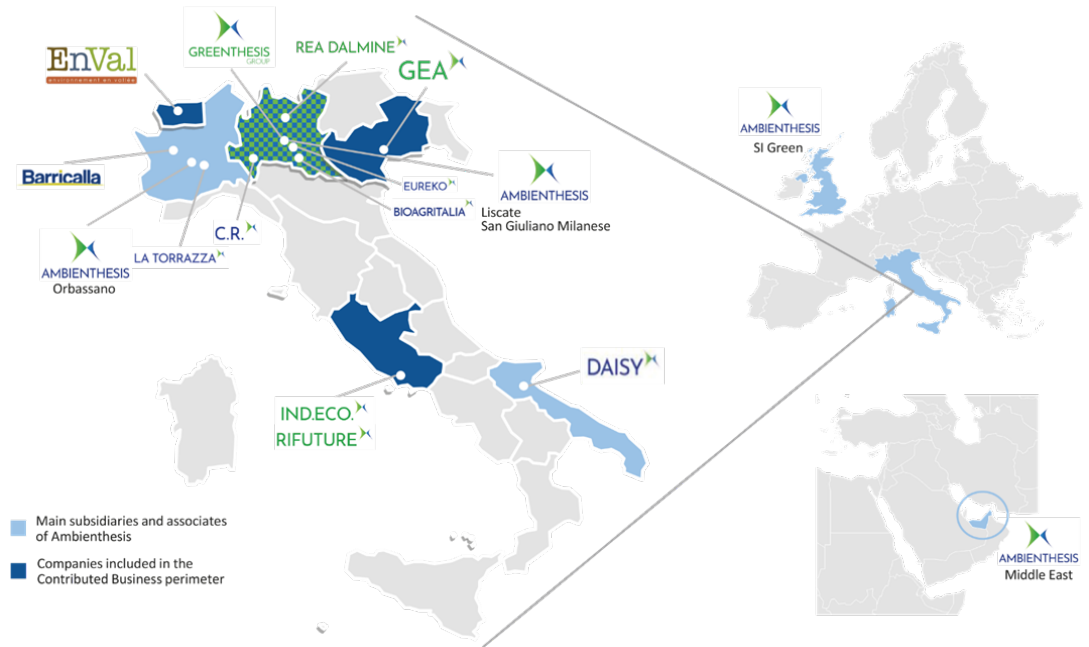 EnVal
environnement en vallée
GREENTHESIS
GROUP
REA DALMINE
GEA
Barricalla
AMBIENTHESIS
Orbassano
LA TORRAZZA
C.R.
EUREKO
BIOAGRITALIA
AMBIENTHESIS
Liscate
San Giuliano Milanese
IND.ECO.
RIFUTURE
DAISY
AMBIENTHESIS
SI Green
AMBIENTHESIS
Middle East
Main subsidiaries and associates
of Ambienthesis
Companies included in the
Contributed Business perimeter